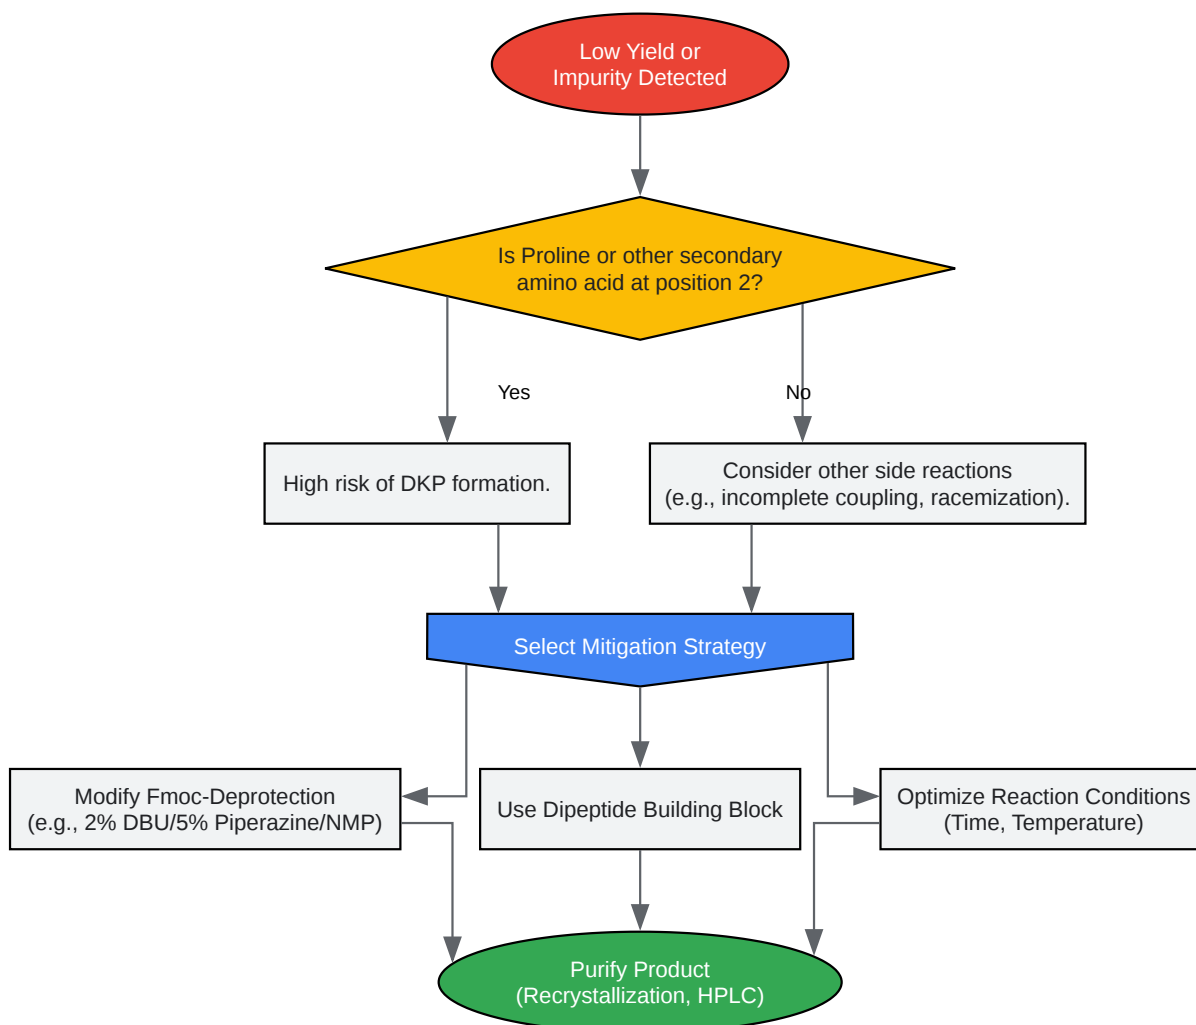 Low Yield or
Impurity Detected
Is Proline or other secondary
amino acid at position 2?
Yes
No
High risk of DKP formation.
Consider other side reactions
(e.g., incomplete coupling, racemization).
Select Mitigation Strategy
Modify Fmoc-Deprotection
(e.g., 2% DBU/5% Piperazine/NMP)
Use Dipeptide Building Block
Optimize Reaction Conditions
(Time, Temperature)
Purify Product
(Recrystallization, HPLC)